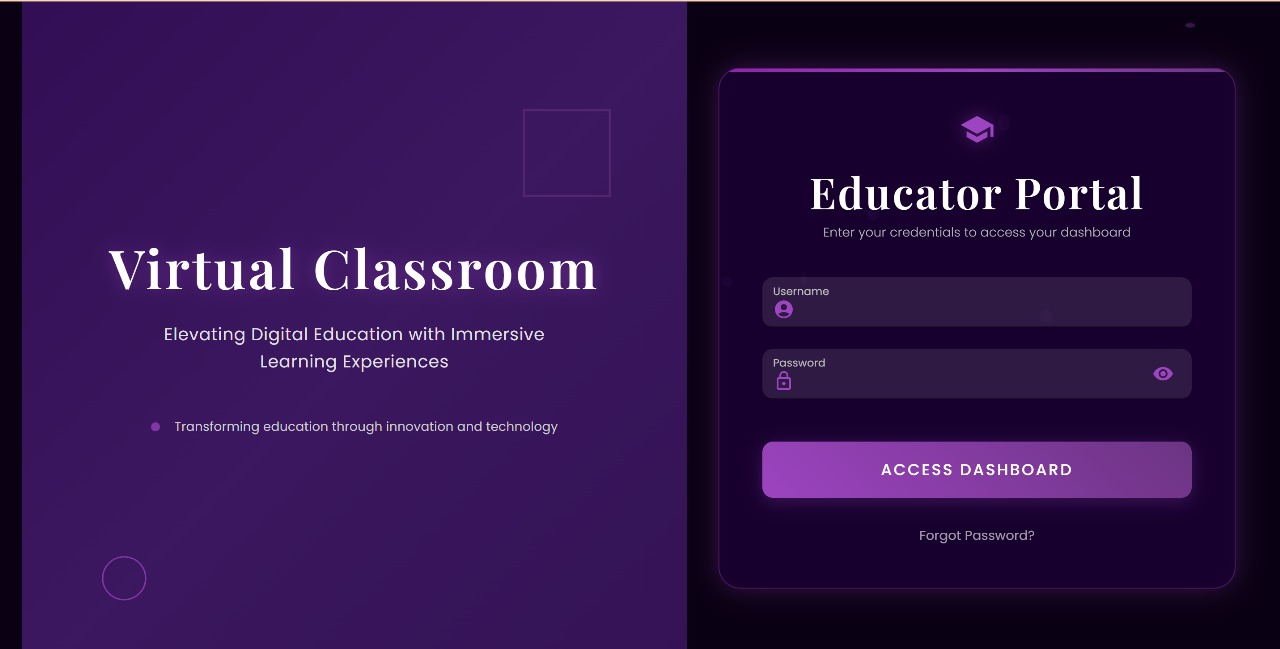 Virtual Classroom
Elevating Digital Education with Immersive
Learning Experiences
Transforming education through innovation and technology
Educator Portal
Enter your credentials to access your dashboard
Username
Password
ACCESS DASHBOARD
Forgot Password?